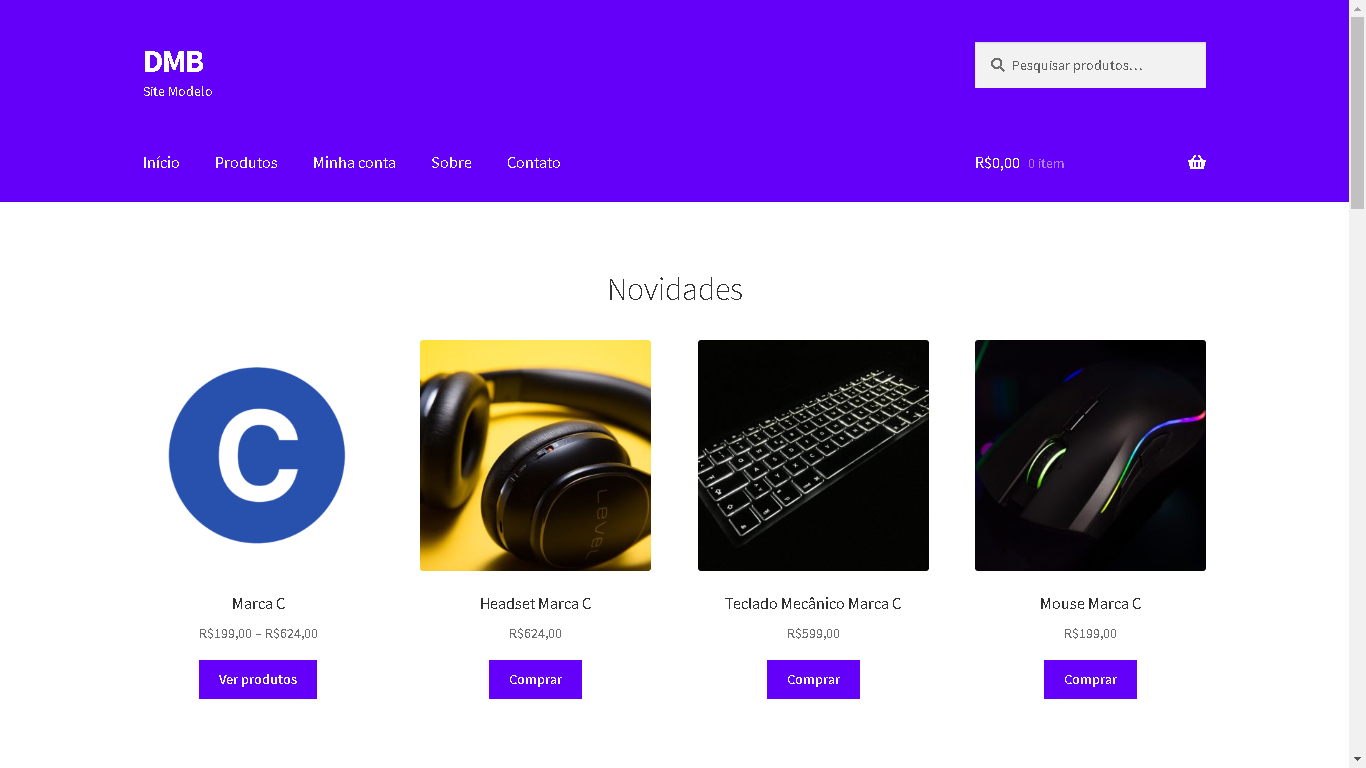 DMB
Site Modelo
Pesquisar produtos…
Início Produtos Minha conta Sobre Contato
R$0,00 0 item
Novidades
C
LEVEL
Marca C
R$199,00 – R$624,00
Ver produtos
Headset Marca C
R$624,00
Comprar
Teclado Mecânico Marca C
R$599,00
Comprar
Mouse Marca C
R$199,00
Comprar